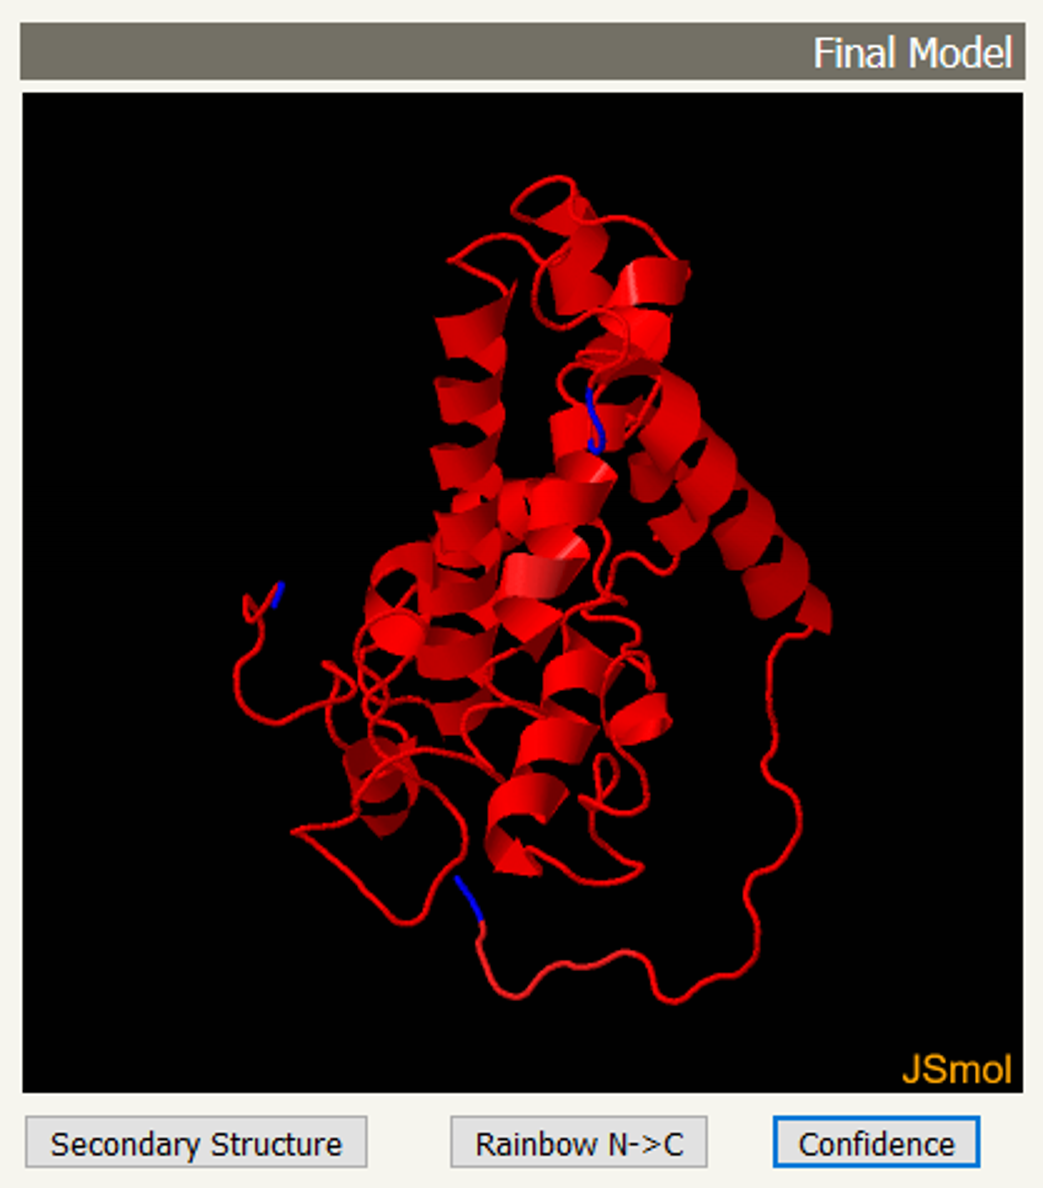 Final Model
JSmol
Secondary Structure
Rainbow N->C
Confidence